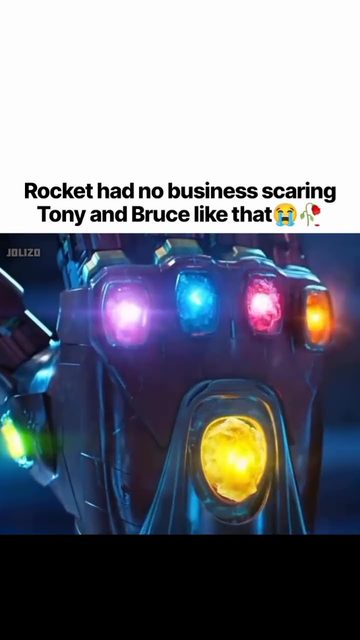 Rocket had no business scaring
Tony and Bruce like that😭🥀
JOLIZO